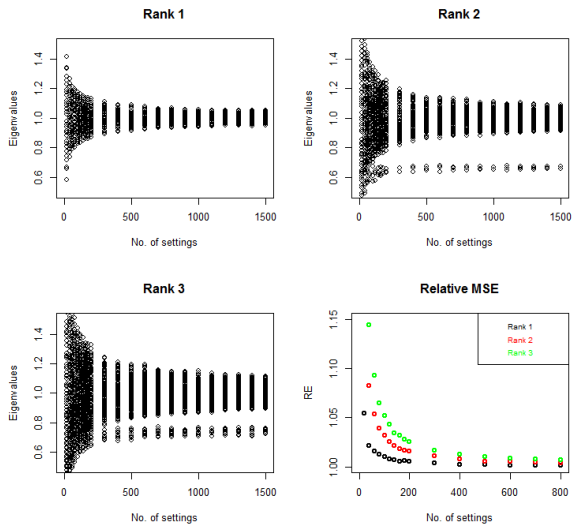 Rank 1
Eigenvalues
0.6 0.8 1.0 1.2 1.4
0 500 1000 1500
No. of settings
Rank 2
Eigenvalues
0.6 0.8 1.0 1.2 1.4
0 500 1000 1500
No. of settings
Rank 3
Eigenvalues
0.6 0.8 1.0 1.2 1.4
0 500 1000 1500
No. of settings
Relative MSE
RE
1.00 1.05 1.10 1.15
Rank 1
Rank 2
Rank 3
0 200 400 600 800
No. of settings